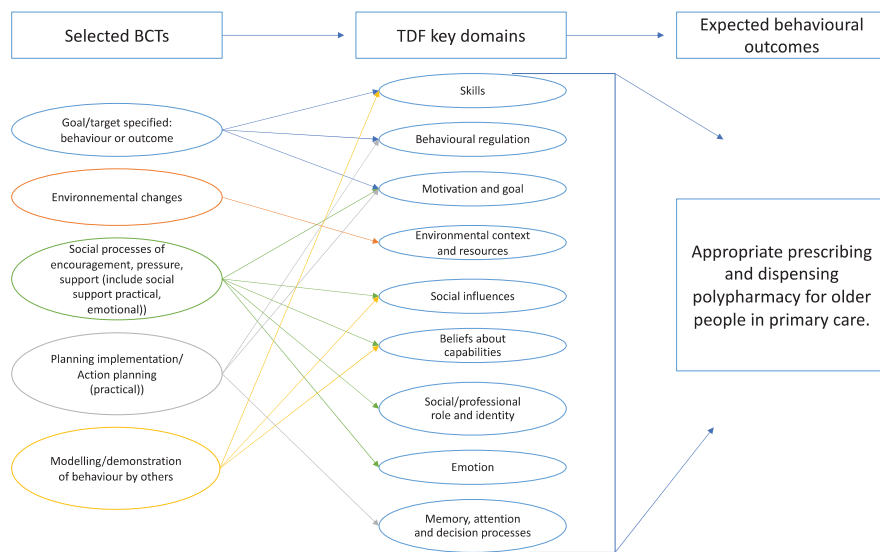 Selected BCTs
TDF key domains
Expected behavioural
outcomes
Goal/target specified:
behaviour or outcome
Environnemental changes
Social processes of
encouragement, pressure,
support (include social
support practical,
emotional))
Planning implementation/
Action planning
(practical))
Modelling/demonstration
of behaviour by others
Skills
Behavioural regulation
Motivation and goal
Environmental context
and resources
Social influences
Beliefs about
capabilities
Social/professional
role and identity
Emotion
Memory, attention
and decision processes
Appropriate prescribing
and dispensing
polypharmacy for older
people in primary care.